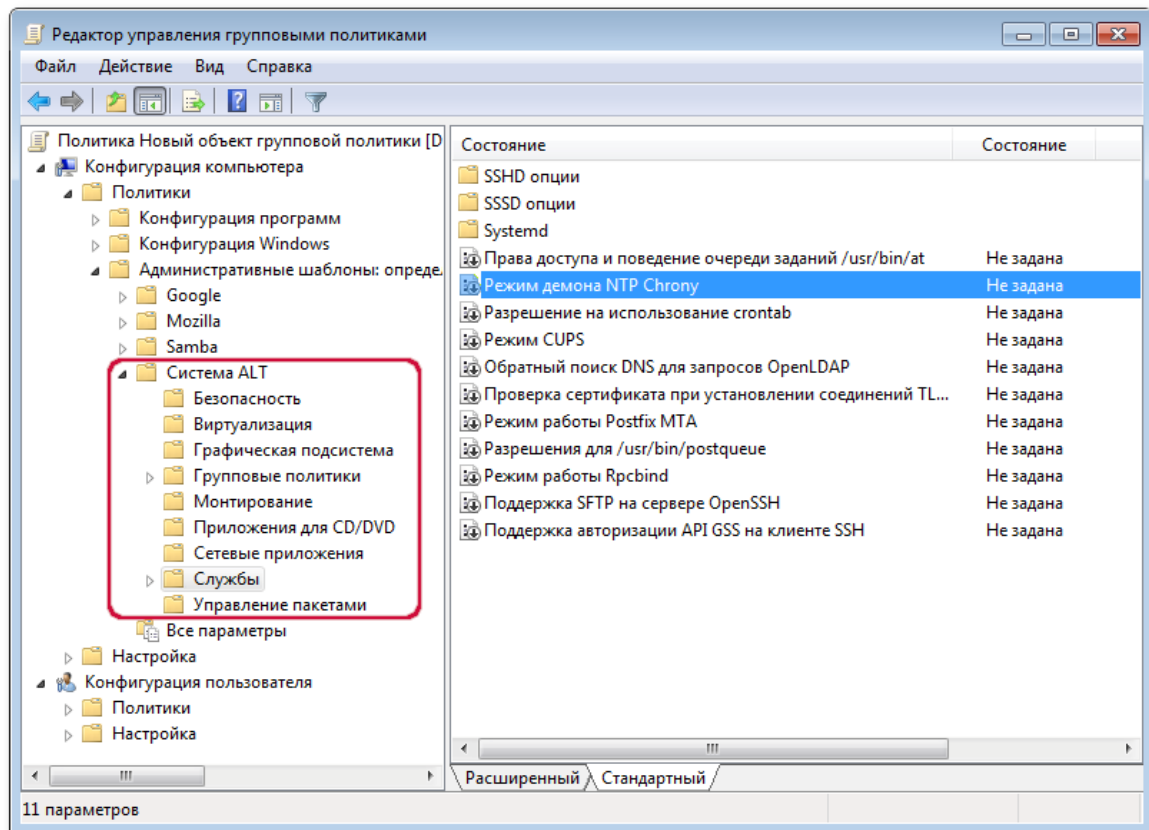 Редактор управления групповыми политиками
Файл Действие Вид Справка
Политика Новый объект групповой политики [D
Конфигурация компьютера
Политики
Конфигурация программ
Конфигурация Windows
Административные шаблоны: опреде
Google
Mozilla
Samba
Система ALT
Безопасность
Виртуализация
Графическая подсистема
Групповые политики
Монтирование
Приложения для CD/DVD
Сетевые приложения
Службы
Управление пакетами
Все параметры
Настройка
Конфигурация пользователя
Политики
Настройка
Состояние Состояние
SSHD опции
SSSD опции
Systemd
Права доступа и поведение очереди заданий /usr/bin/at Не задана
Режим демона NTP Chrony Не задана
Разрешение на использование crontab Не задана
Режим CUPS Не задана
Обратный поиск DNS для запросов OpenLDAP Не задана
Проверка сертификата при установлении соединений TL... Не задана
Режим работы Postfix MTA Не задана
Разрешения для /usr/bin/postqueue Не задана
Режим работы Rpcbind Не задана
Поддержка SFTP на сервере OpenSSH Не задана
Поддержка авторизации API GSS на клиенте SSH Не задана
Расширенный Стандартный
11 параметров